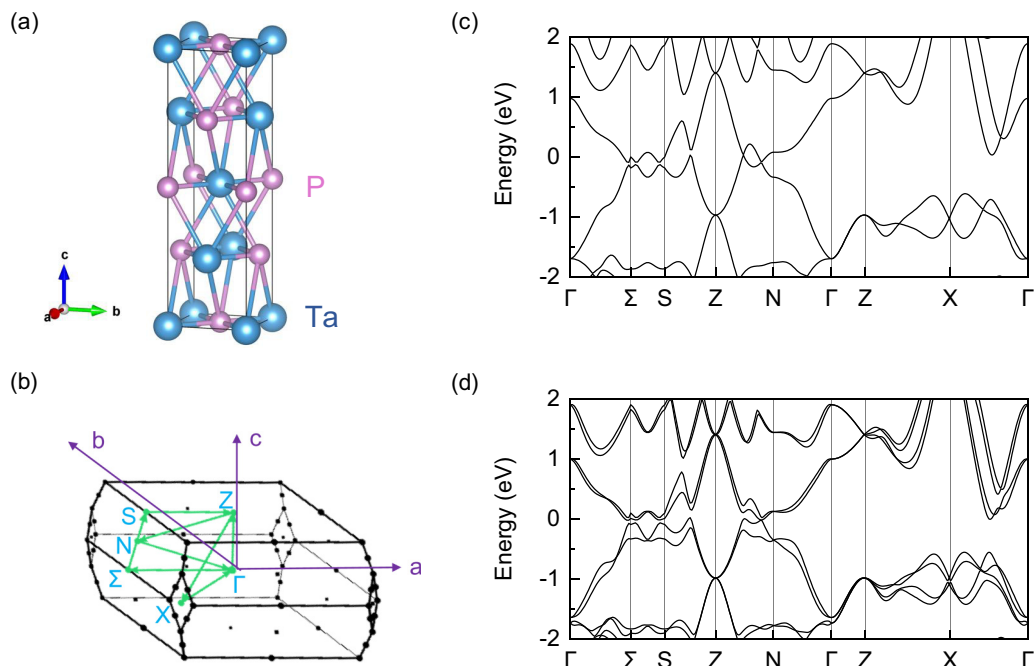 (a)
P
Ta
c
a
b
(b)
b
c
a
S
Z
N
Σ
Γ
X
(c)
Energy (eV)
2
1
0
-1
-2
Γ Σ S Z N Γ Z X Γ
(d)
Energy (eV)
2
1
0
-1
-2
Γ Σ S Z N Γ Z X Γ